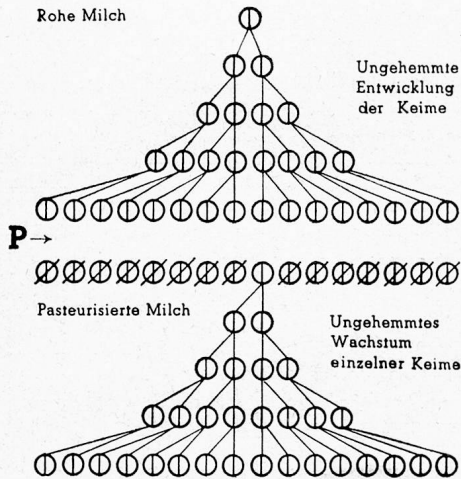 Rohe Milch
Ungehemmte
Entwicklung
der Keime
P→
Pasteurisierte Milch
Ungehemmtes
Wachstum
einzelner Keime